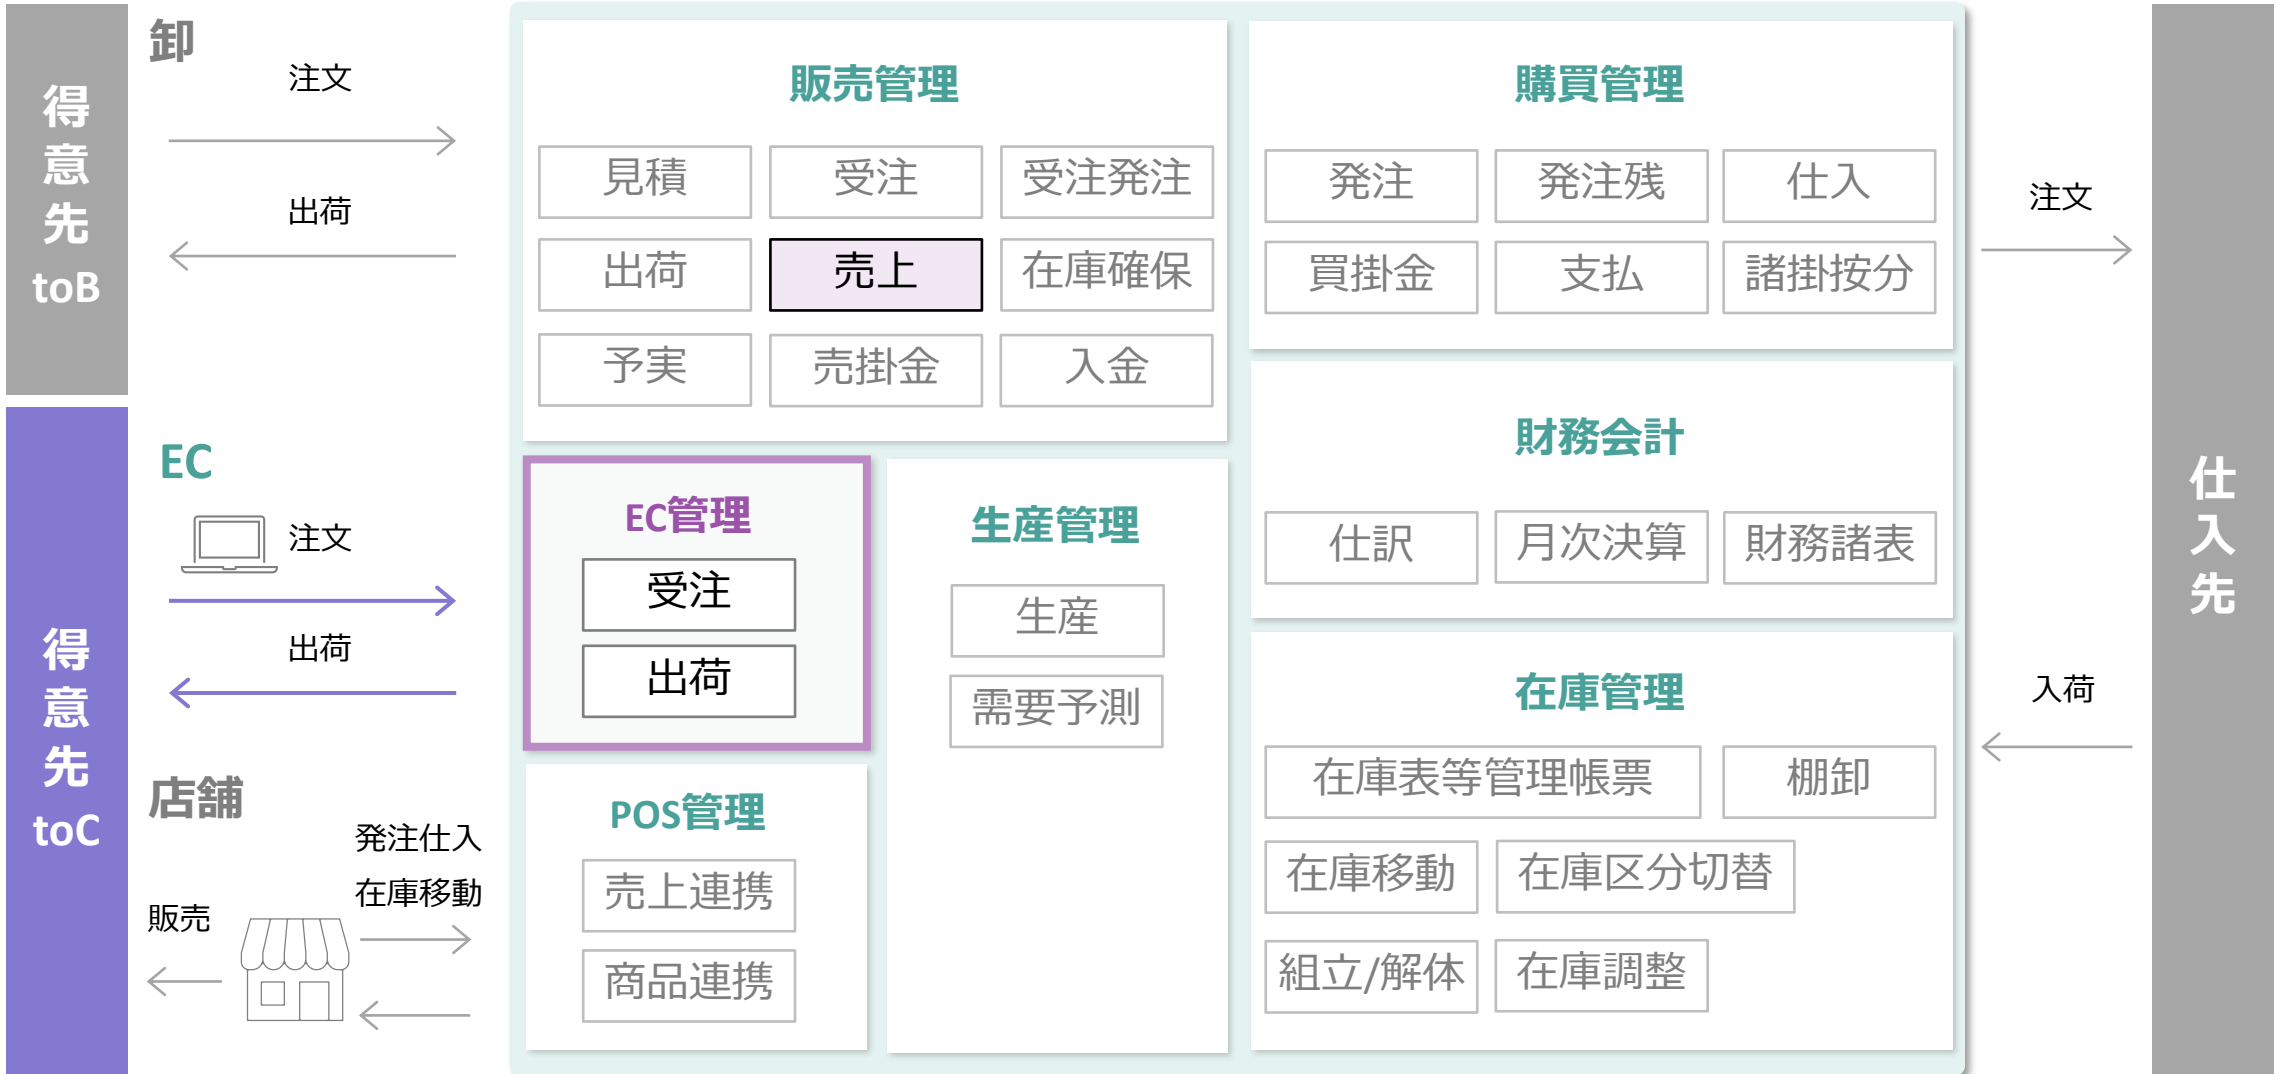 得意先toB
得意先toC
卸
注文
出荷
EC
注文
出荷
店舗
発注仕入
在庫移動
販売
販売管理
見積
受注
受注発注
出荷
売上
在庫確保
予実
売掛金
入金
EC管理
受注
出荷
POS管理
売上連携
商品連携
生産管理
生産
需要予測
購買管理
発注
発注残
仕入
買掛金
支払
諸掛按分
財務会計
仕訳
月次決算
財務諸表
在庫管理
在庫表等管理帳票
棚卸
在庫移動
在庫区分切替
組立/解体
在庫調整
注文
入荷
仕入先